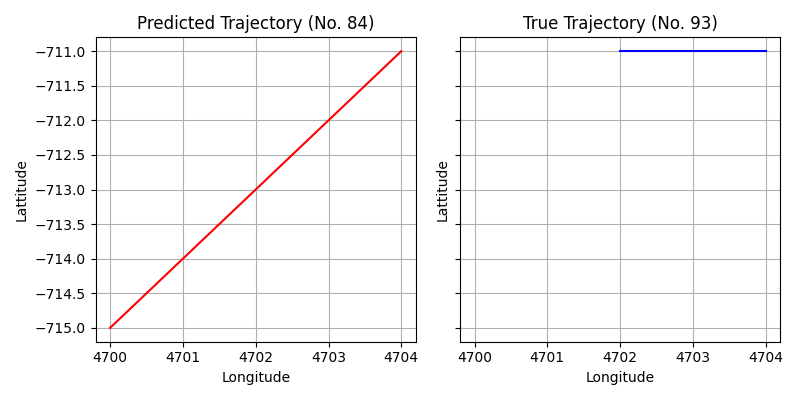 Predicted Trajectory (No. 84)
True Trajectory (No. 93)
−711.0
−711.5
−712.0
−712.5
−713.0
−713.5
−714.0
−714.5
−715.0
Lattitude
Lattitude
4700 4701 4702 4703 4704
4700 4701 4702 4703 4704
Longitude
Longitude